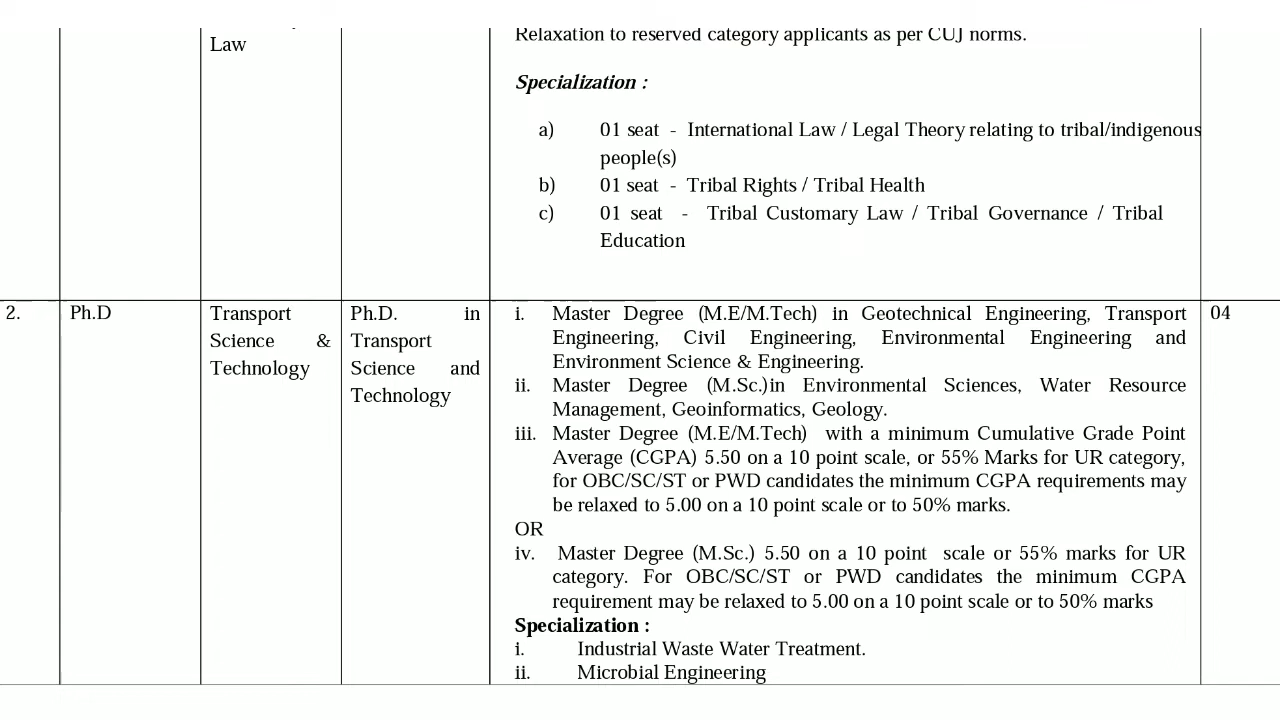 Law
Relaxation to reserved category applicants as per CUJ norms.
Specialization :
a) 01 seat - International Law / Legal Theory relating to tribal/indigenous
people(s)
b) 01 seat - Tribal Rights / Tribal Health
c) 01 seat - Tribal Customary Law / Tribal Governance / Tribal
Education
2.
Ph.D
Transport
Science &
Technology
Ph.D. in
Transport
Science and
Technology
i. Master Degree (M.E/M.Tech) in Geotechnical Engineering, Transport
Engineering, Civil Engineering, Environmental Engineering and
Environment Science & Engineering.
ii. Master Degree (M.Sc.)in Environmental Sciences, Water Resource
Management, Geoinformatics, Geology.
iii. Master Degree (M.E/M.Tech) with a minimum Cumulative Grade Point
Average (CGPA) 5.50 on a 10 point scale, or 55% Marks for UR category,
for OBC/SC/ST or PWD candidates the minimum CGPA requirements may
be relaxed to 5.00 on a 10 point scale or to 50% marks.
OR
iv. Master Degree (M.Sc.) 5.50 on a 10 point scale or 55% marks for UR
category. For OBC/SC/ST or PWD candidates the minimum CGPA
requirement may be relaxed to 5.00 on a 10 point scale or to 50% marks
Specialization :
i. Industrial Waste Water Treatment.
ii. Microbial Engineering
04